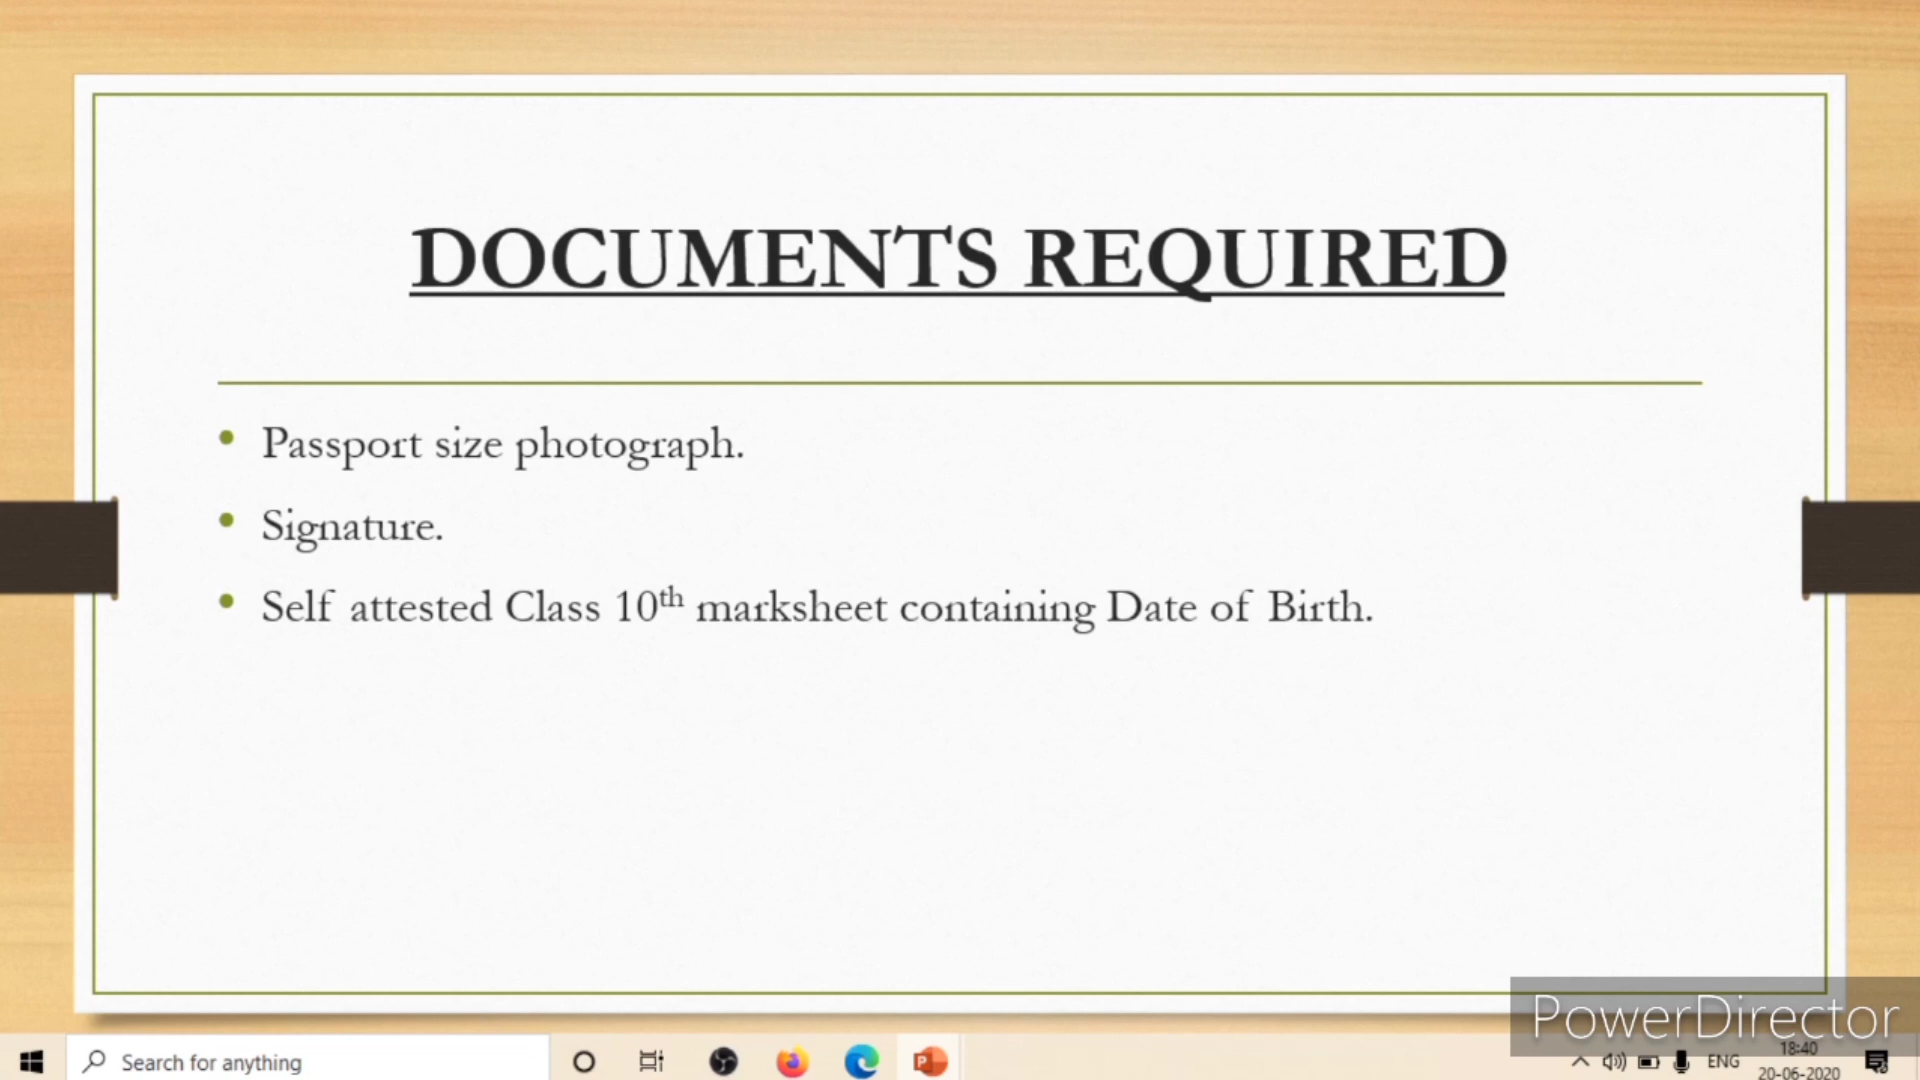 DOCUMENTS REQUIRED
• Passport size photograph.
• Signature.
• Self attested Class 10th marksheet containing Date of Birth.
PowerDirector
Search for anything
ENG
18:40
20-06-2020